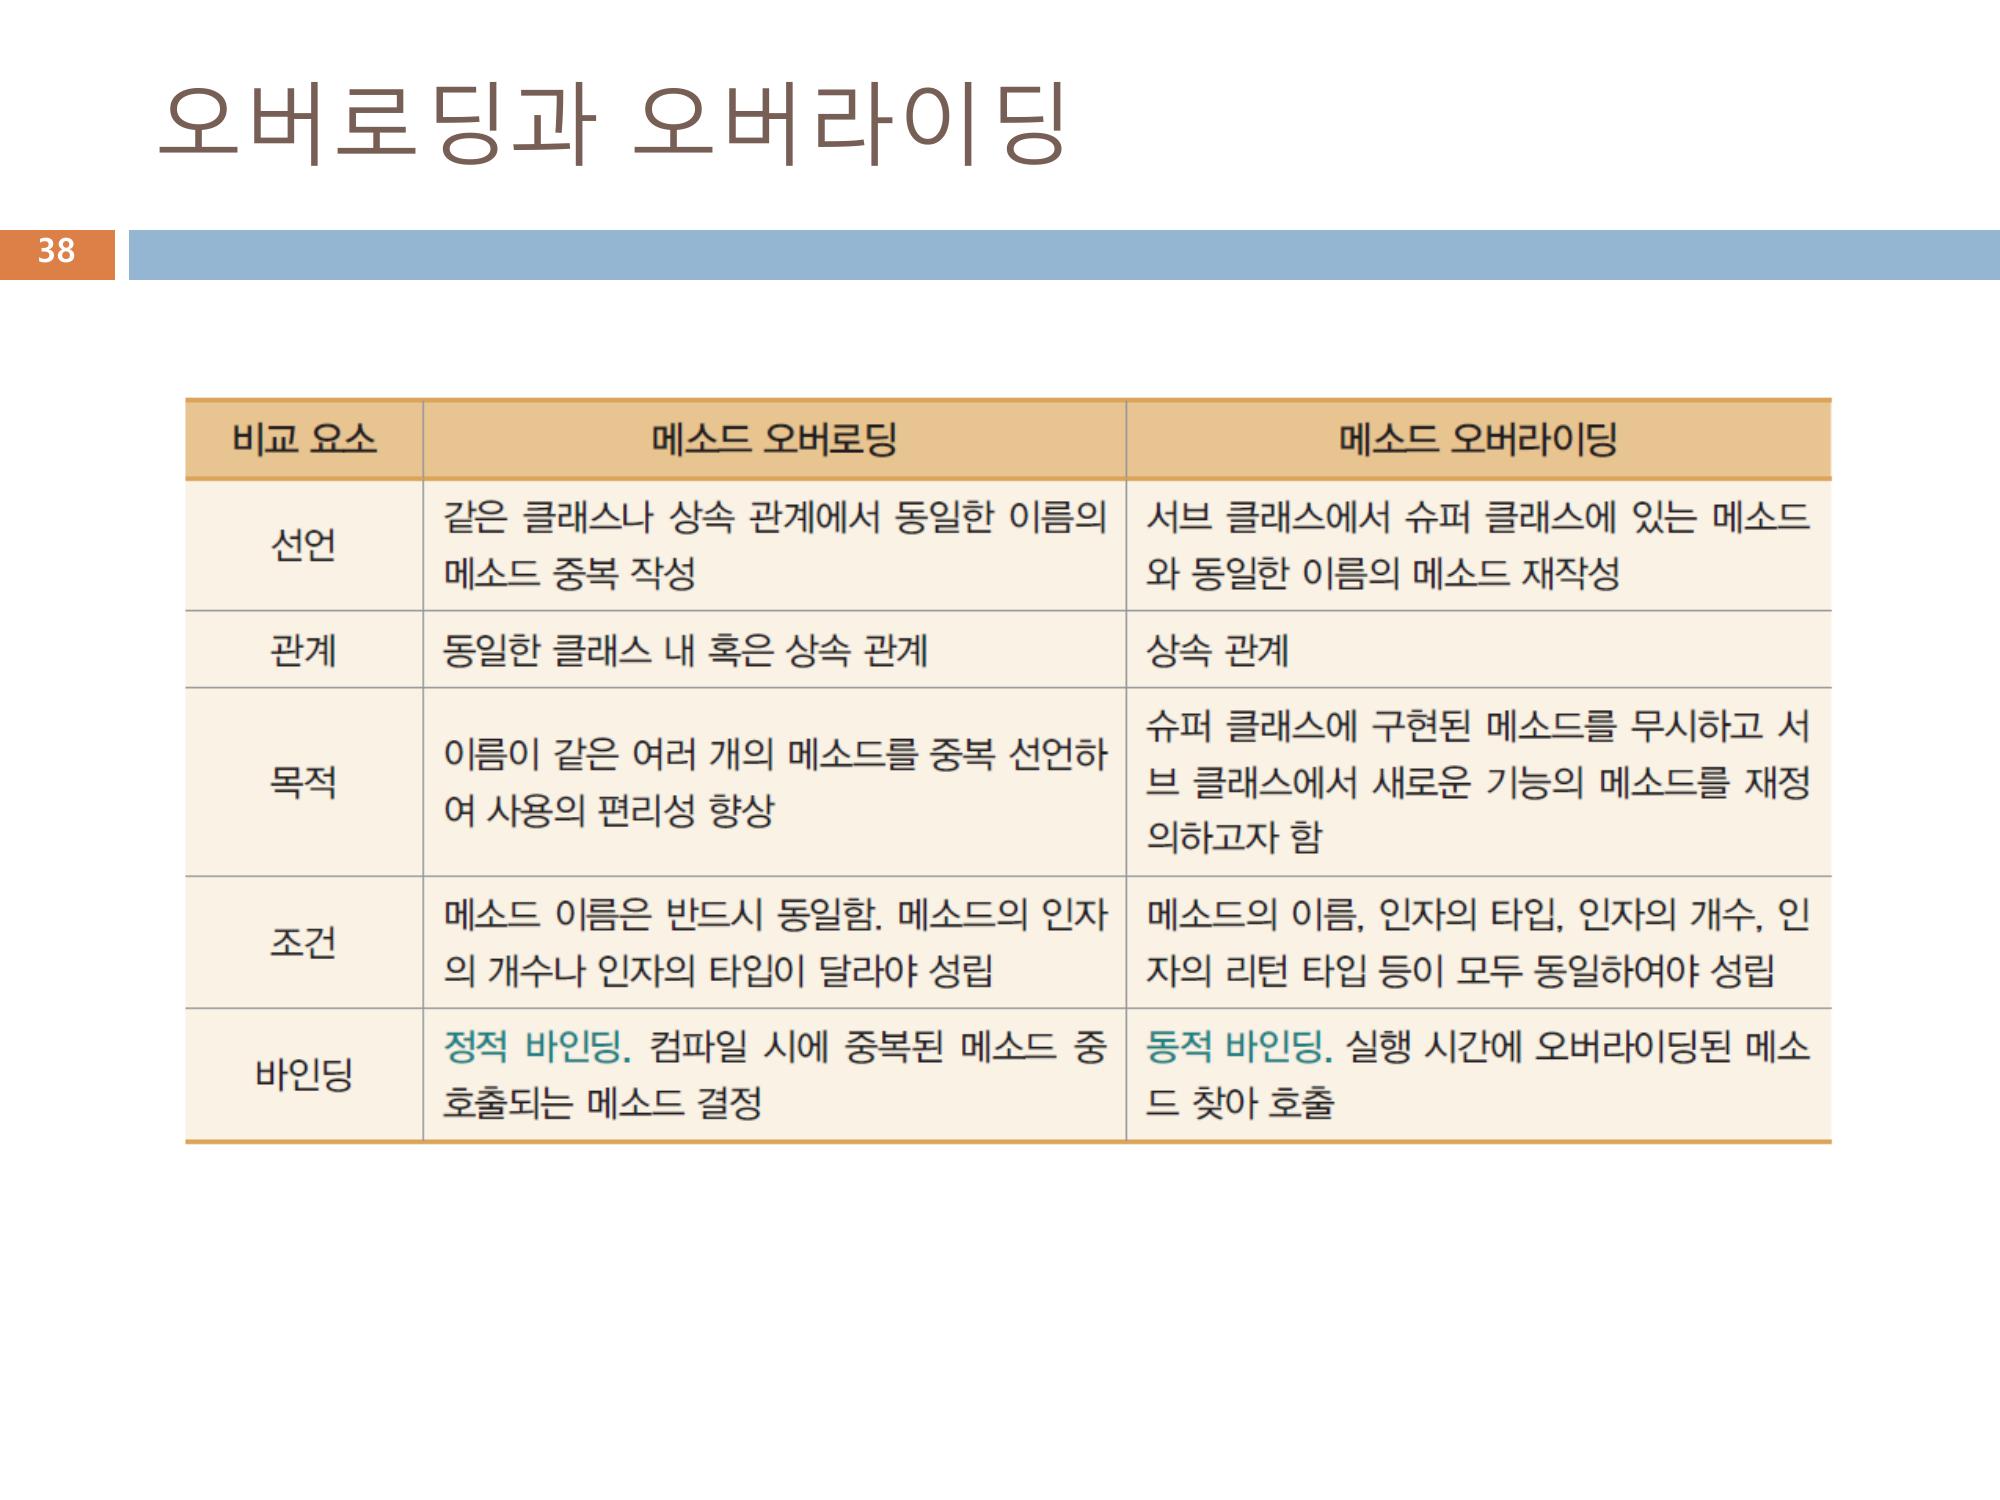 오버로딩과 오버라이딩
38
비교 요소
메소드 오버로딩
메소드 오버라이딩
선언
같은 클래스나 상속 관계에서 동일한 이름의
메소드 중복 작성
서브 클래스에서 슈퍼 클래스에 있는 메소드
와 동일한 이름의 메소드 재작성
관계
동일한 클래스 내 혹은 상속 관계
상속 관계
목적
이름이 같은 여러 개의 메소드를 중복 선언하
여 사용의 편리성 향상
슈퍼 클래스에 구현된 메소드를 무시하고 서
브 클래스에서 새로운 기능의 메소드를 재정
의하고자 함
조건
메소드 이름은 반드시 동일함. 메소드의 인자
의 개수나 인자의 타입이 달라야 성립
메소드의 이름, 인자의 타입, 인자의 개수, 인
자의 리턴 타입 등이 모두 동일하여야 성립
바인딩
정적 바인딩. 컴파일 시에 중복된 메소드 중
호출되는 메소드 결정
동적 바인딩. 실행 시간에 오버라이딩된 메소
드 찾아 호출